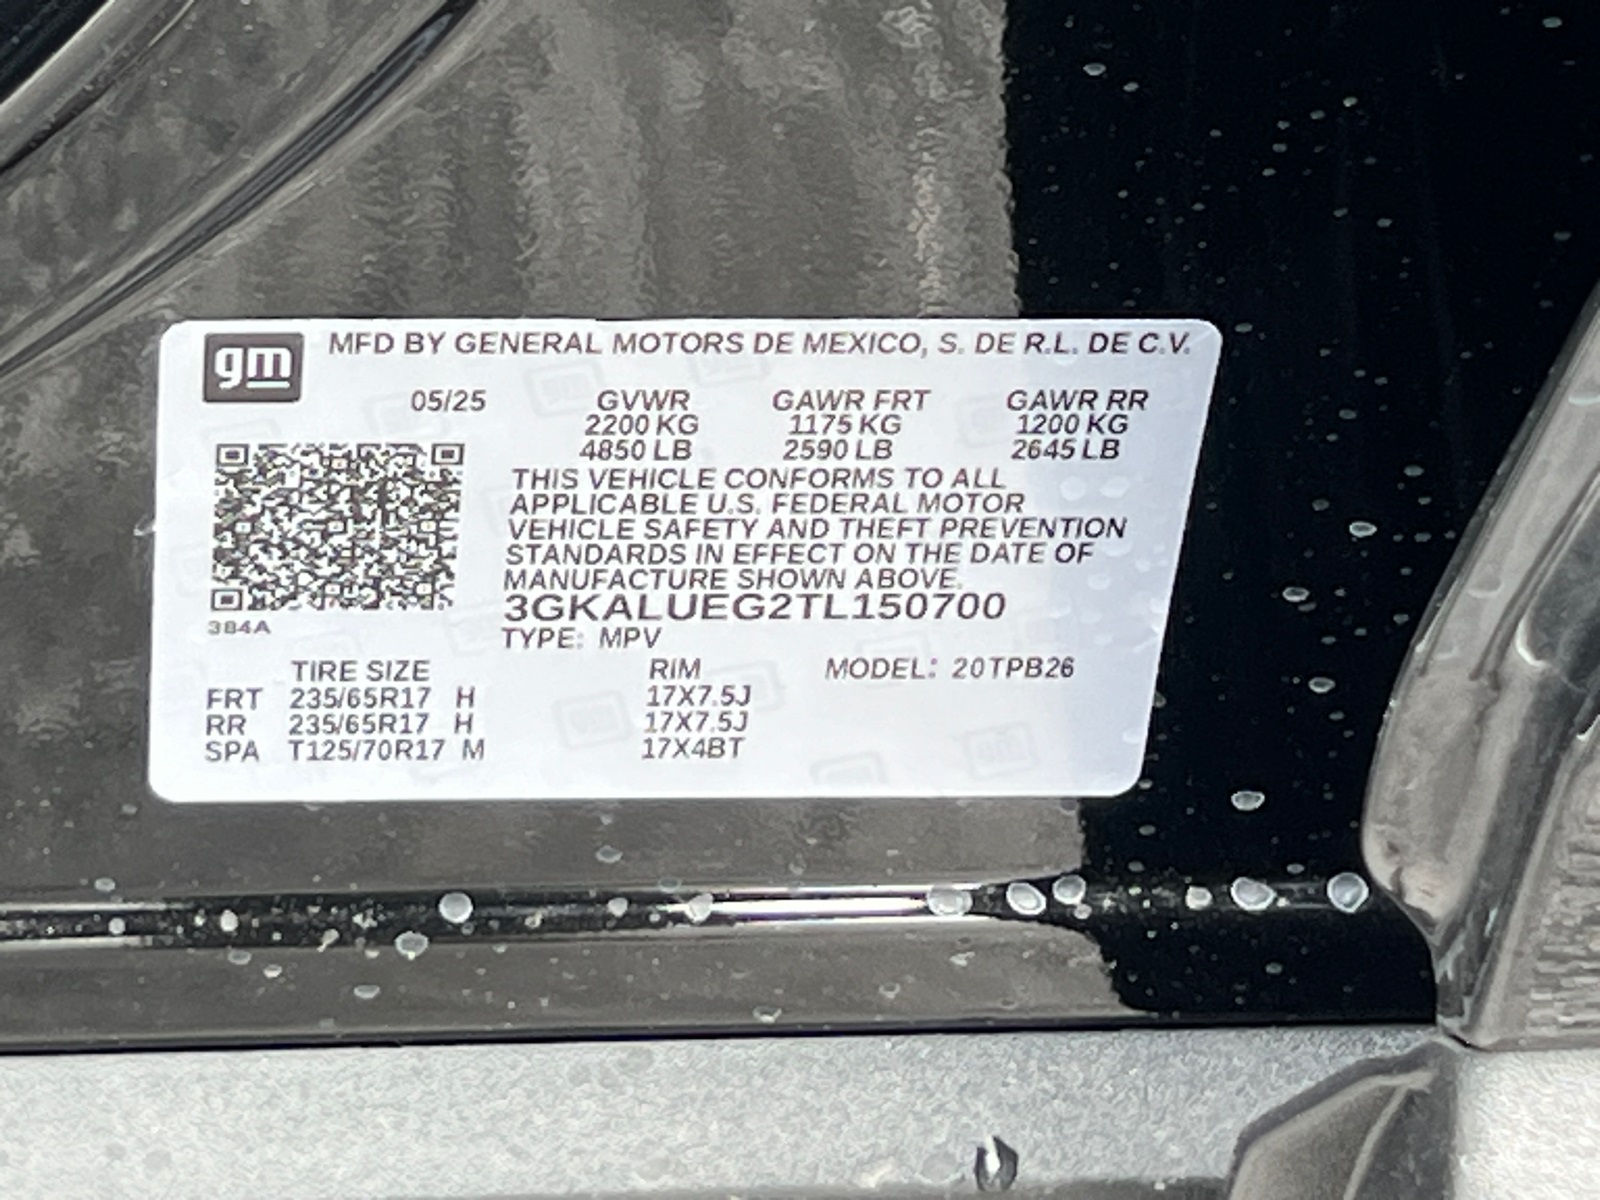 gm
MFD BY GENERAL MOTORS DE MEXICO, S. DE R.L. DE C.V.
05/25 GVWR GAWR FRT GAWR RR
2200 KG 1175 KG 1200 KG
4850 LB 2590 LB 2645 LB
THIS VEHICLE CONFORMS TO ALL
APPLICABLE U.S. FEDERAL MOTOR
VEHICLE SAFETY AND THEFT PREVENTION
STANDARDS IN EFFECT ON THE DATE OF
MANUFACTURE SHOWN ABOVE.
3GKALUEG2TL150700
384A
TYPE: MPV
TIRE SIZE RIM MODEL: 20TPB26
FRT 235/65R17 H 17X7.5J
RR 235/65R17 H 17X7.5J
SPA T125/70R17 M 17X4BT